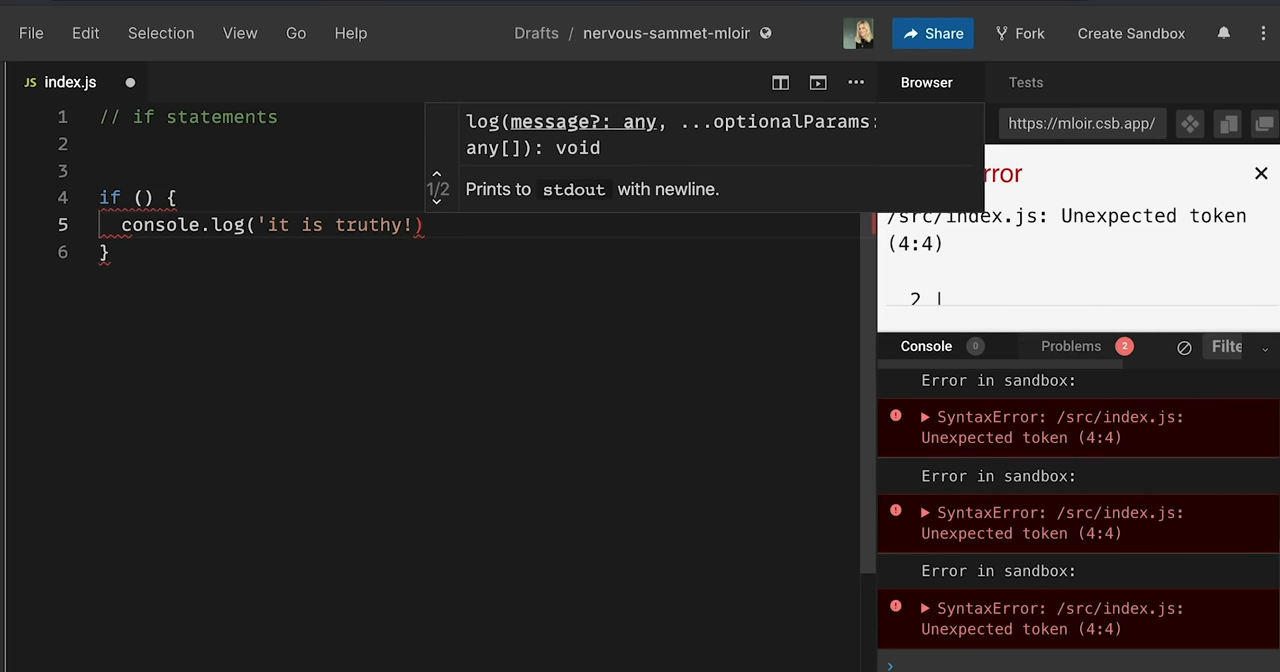 File Edit Selection View Go Help Drafts / nervous-sammet-mloir Share Fork Create Sandbox
JS index.js Browser Tests
1 // if statements
2
3
4 if () {
5 console.log('it is truthy!)
6 }
log(message?: any, ...optionalParams:
any[]): void
1/2 Prints to stdout with newline.
https://mloir.csb.app/
rror
/src/index.js: Unexpected token
(4:4)
2 |
Console 0 Problems 2 Filte
Error in sandbox:
SyntaxError: /src/index.js:
Unexpected token (4:4)
Error in sandbox:
SyntaxError: /src/index.js:
Unexpected token (4:4)
Error in sandbox:
SyntaxError: /src/index.js:
Unexpected token (4:4)